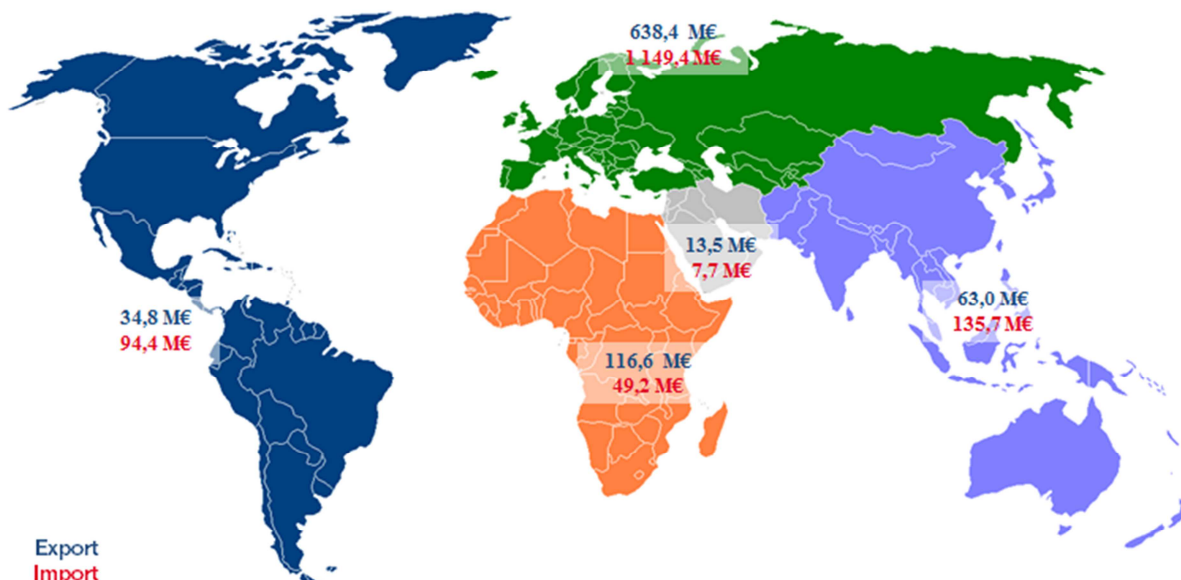 638,4 M€
1 149,4 M€
13,5 M€
7,7 M€
63,0 M€
135,7 M€
34,8 M€
94,4 M€
116,6 M€
49,2 M€
Export
Import